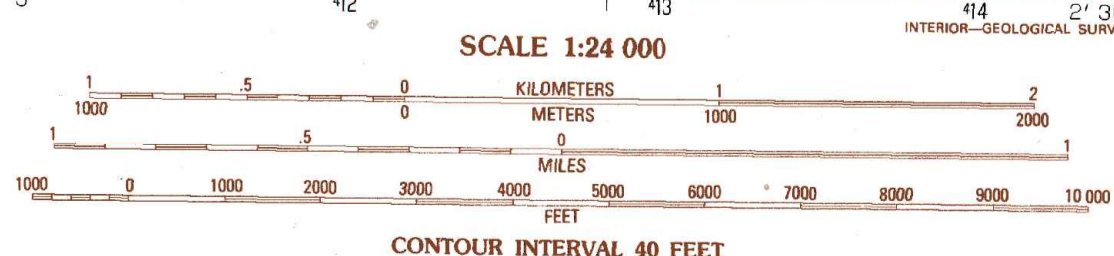 412 413 414 2' 3
INTERIOR—GEOLOGICAL SURV
SCALE 1:24 000
1 .5 0 KILOMETERS 1 2
1000 0 METERS 1000 2000
1 .5 0 1
MILES
1000 0 1000 2000 3000 4000 5000 6000 7000 8000 9000 10 000
FEET
CONTOUR INTERVAL 40 FEET